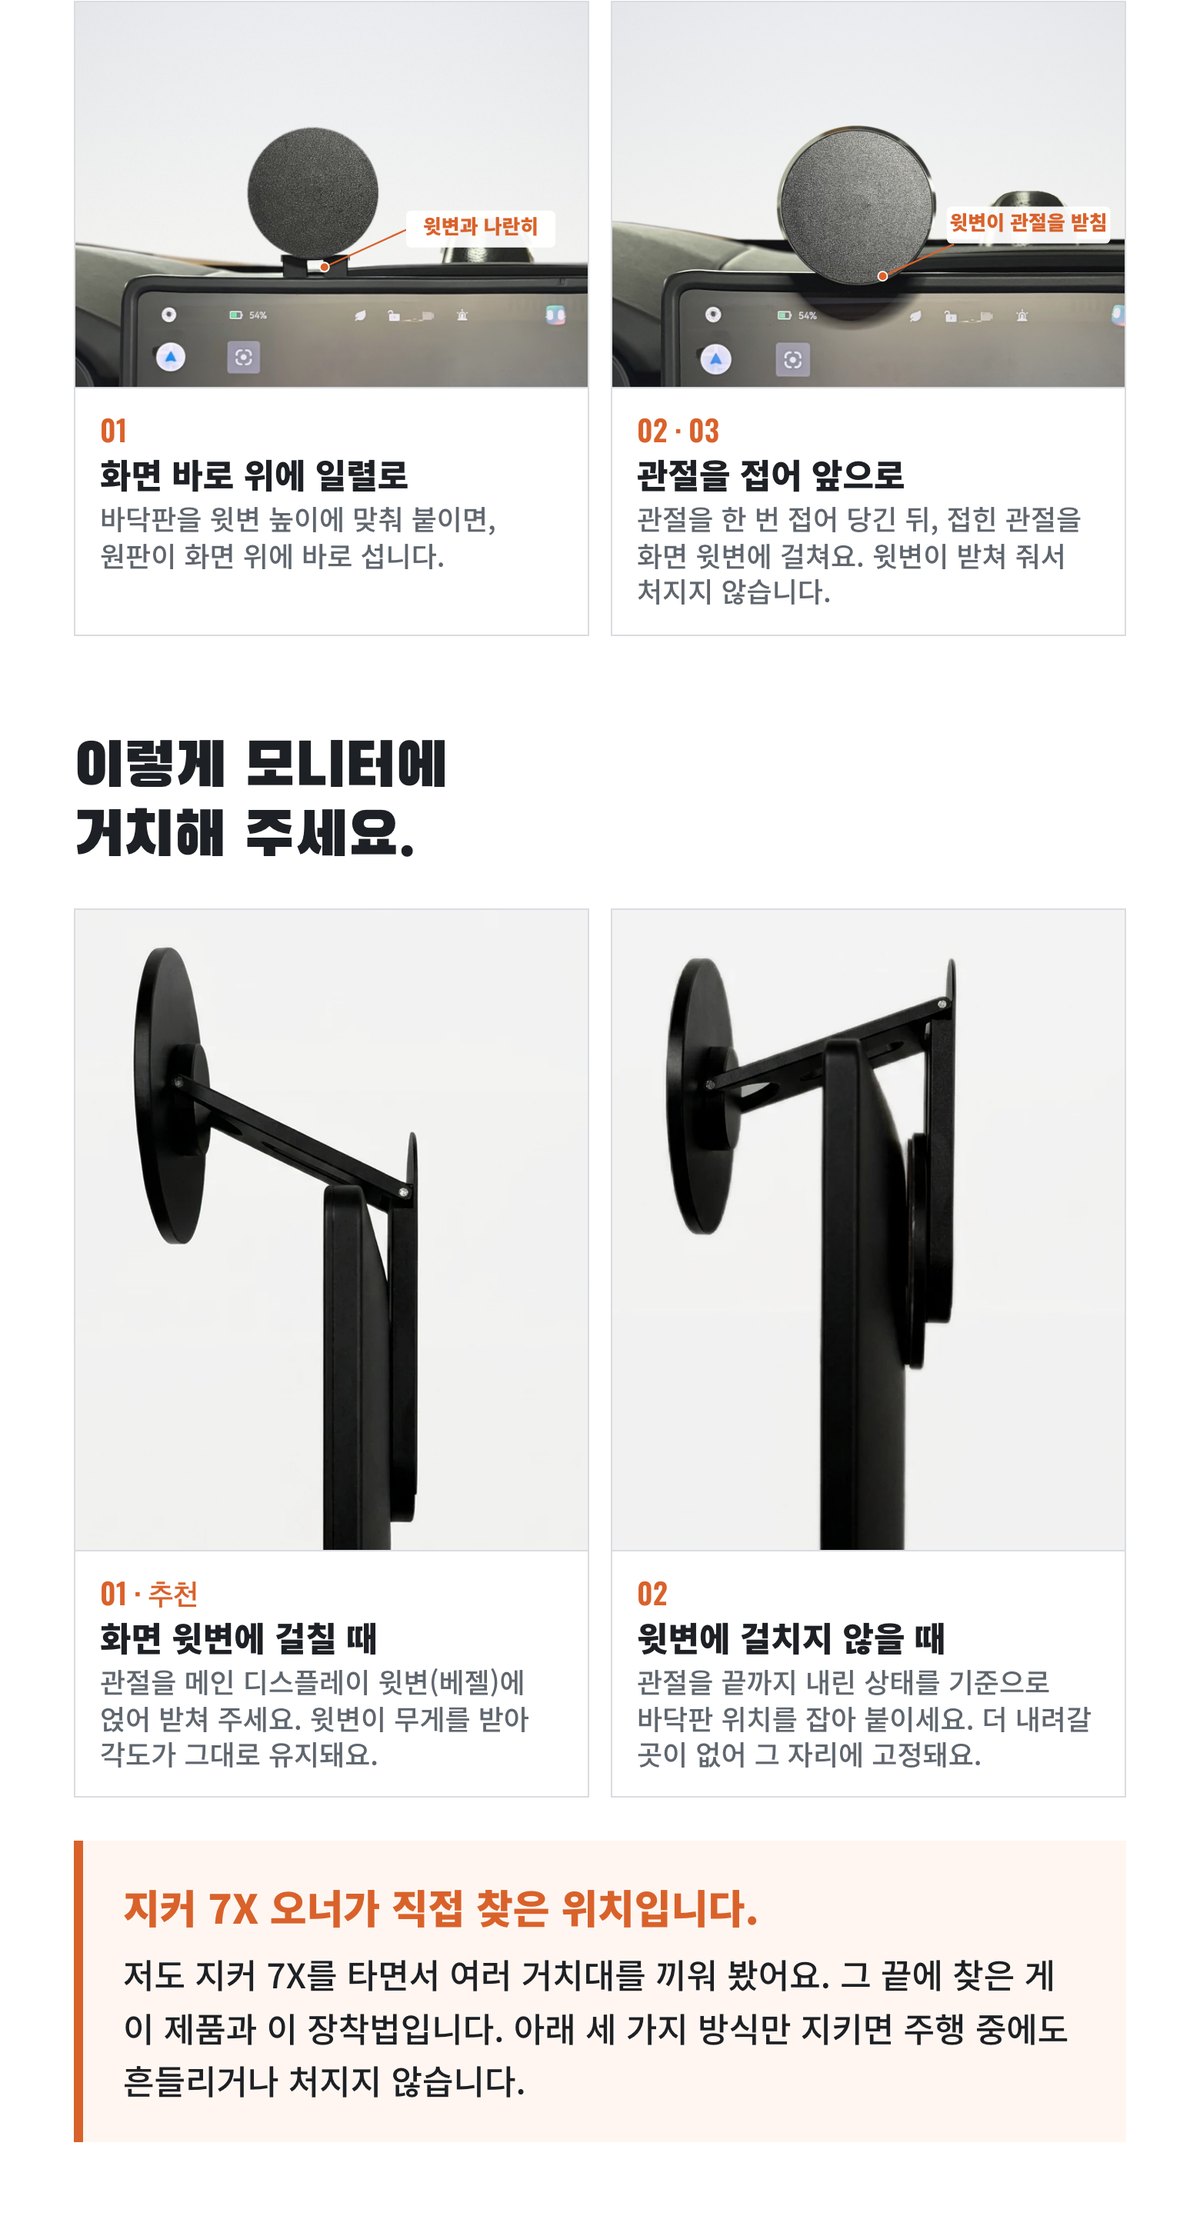 윗변과 나란히
54%
01
화면 바로 위에 일렬로
바닥판을 윗변 높이에 맞춰 붙이면,
원판이 화면 위에 바로 섭니다.
윗변이 관절을 받침
54%
02 · 03
관절을 접어 앞으로
관절을 한 번 접어 당긴 뒤, 접힌 관절을
화면 윗변에 걸쳐요. 윗변이 받쳐 줘서
처지지 않습니다.
이렇게 모니터에
거치해 주세요.
01 · 추천
화면 윗변에 걸칠 때
관절을 메인 디스플레이 윗변(베젤)에
얹어 받쳐 주세요. 윗변이 무게를 받아
각도가 그대로 유지돼요.
02
윗변에 걸치지 않을 때
관절을 끝까지 내린 상태를 기준으로
바닥판 위치를 잡아 붙이세요. 더 내려갈
곳이 없어 그 자리에 고정돼요.
지커 7X 오너가 직접 찾은 위치입니다.
저도 지커 7X를 타면서 여러 거치대를 끼워 봤어요. 그 끝에 찾은 게
이 제품과 이 장착법입니다. 아래 세 가지 방식만 지키면 주행 중에도
흔들리거나 처지지 않습니다.